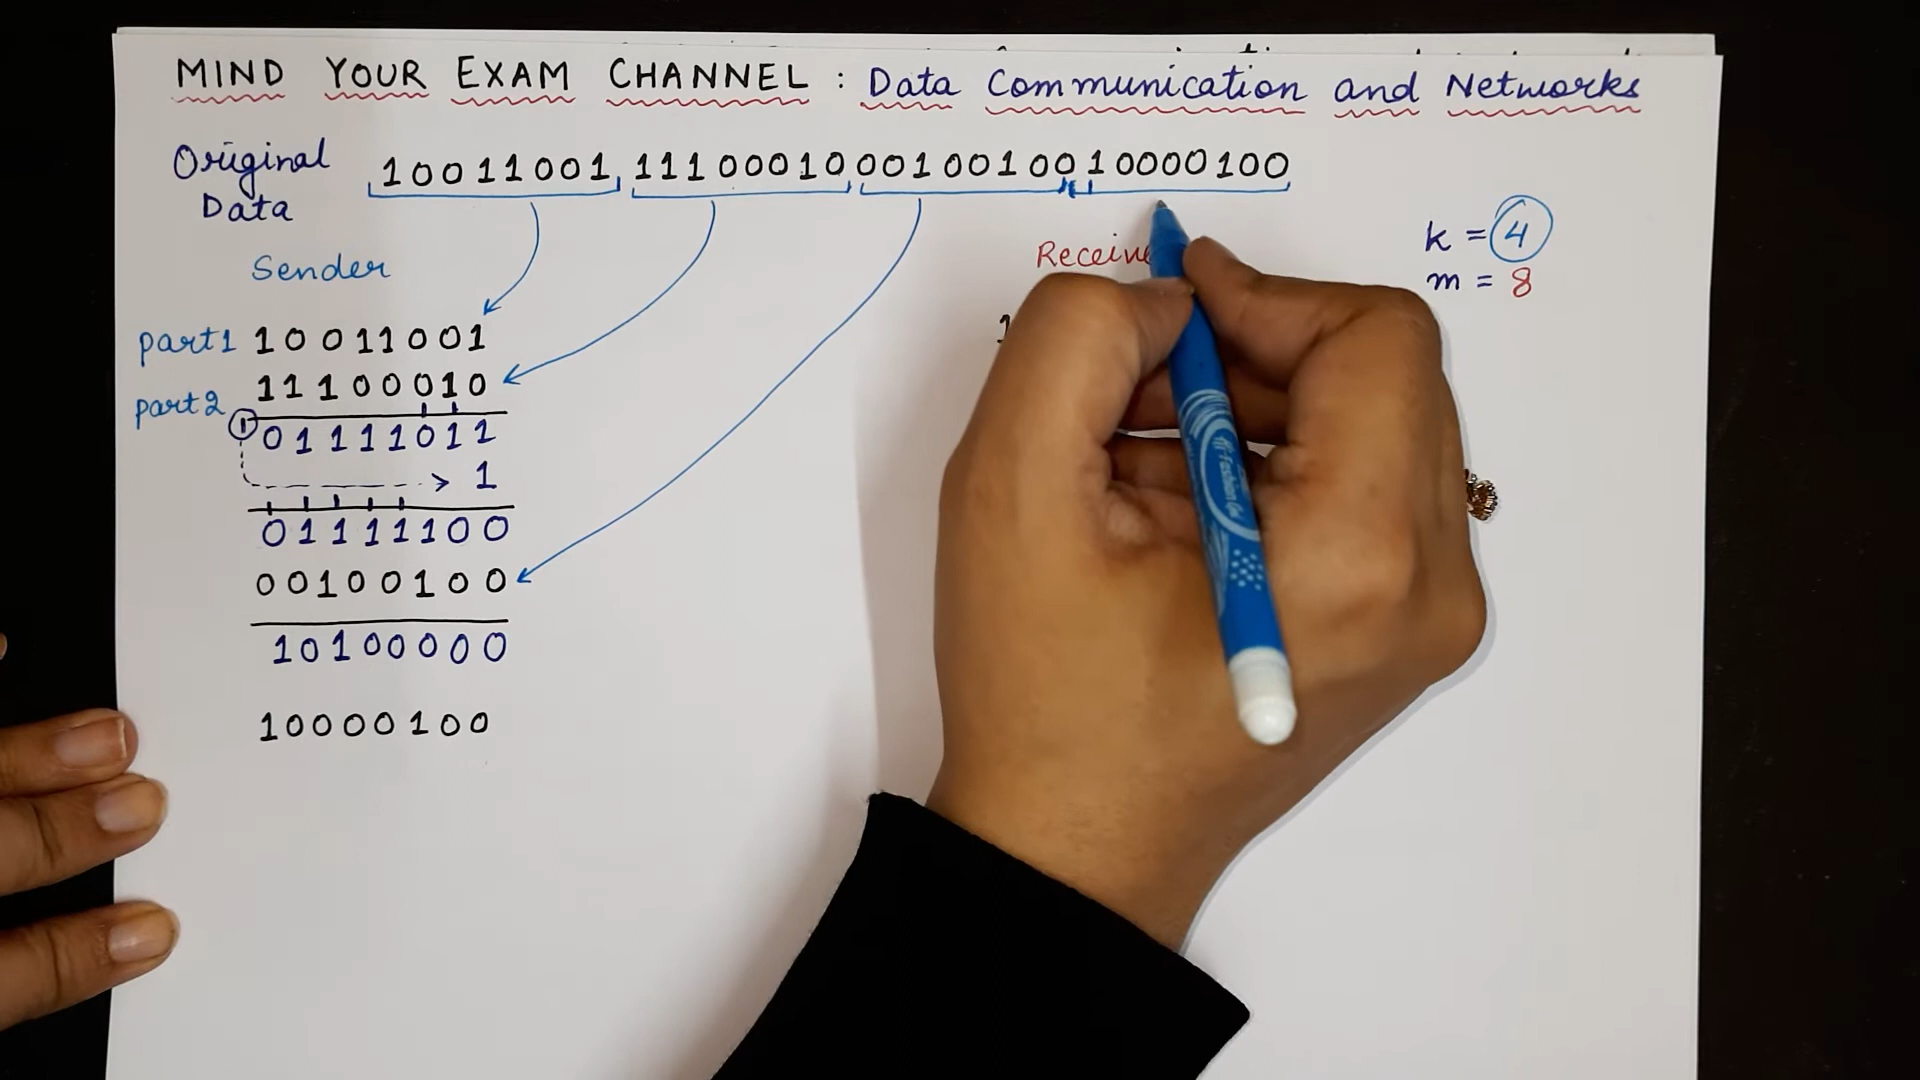 MIND YOUR EXAM CHANNEL : Data Communication and Networks
Original Data
10011001 11100010 00100100 10000100
k = 4
m = 8
Sender
part1 10011001
part2 11100010
1 01111011
1
01111100
00100100
10100000
10000100